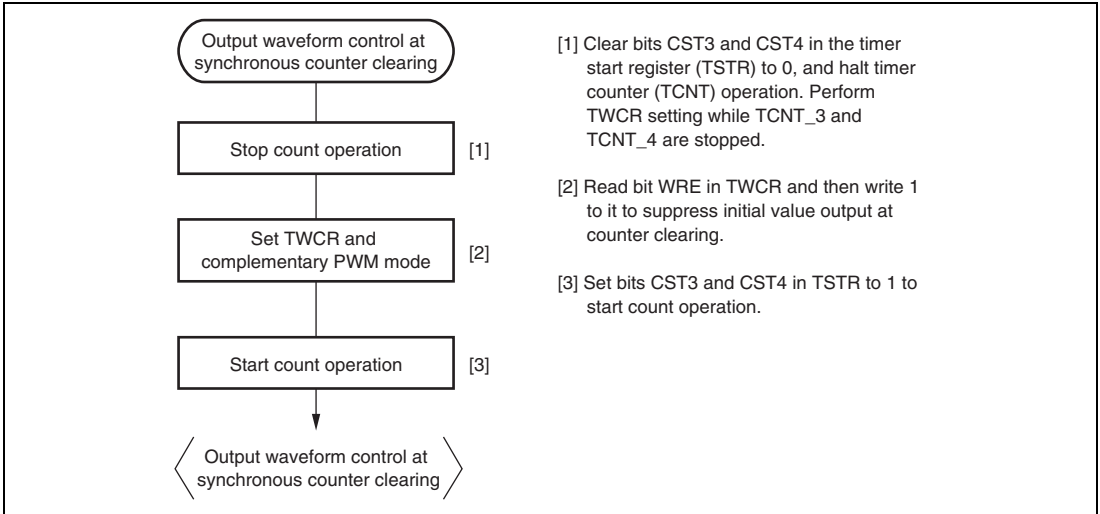 Output waveform control at
synchronous counter clearing
Stop count operation
[1]
Set TWCR and
complementary PWM mode
[2]
Start count operation
[3]
Output waveform control at
synchronous counter clearing
[1] Clear bits CST3 and CST4 in the timer
start register (TSTR) to 0, and halt timer
counter (TCNT) operation. Perform
TWCR setting while TCNT_3 and
TCNT_4 are stopped.
[2] Read bit WRE in TWCR and then write 1
to it to suppress initial value output at
counter clearing.
[3] Set bits CST3 and CST4 in TSTR to 1 to
start count operation.